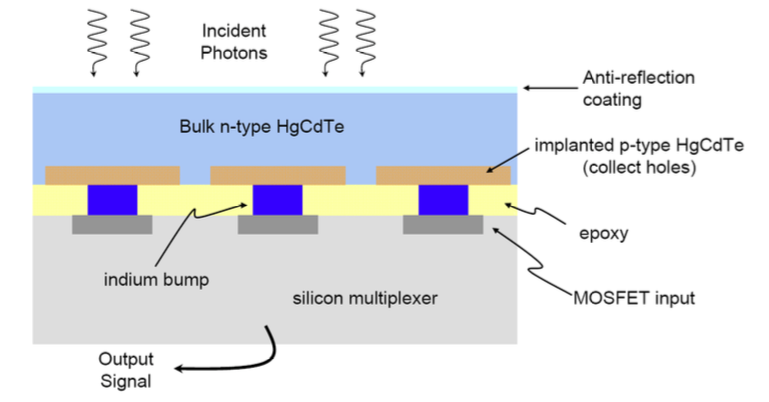 Incident
Photons
Anti-reflection
coating
Bulk n-type HgCdTe
implanted p-type HgCdTe
(collect holes)
epoxy
indium bump
silicon multiplexer
MOSFET input
Output
Signal